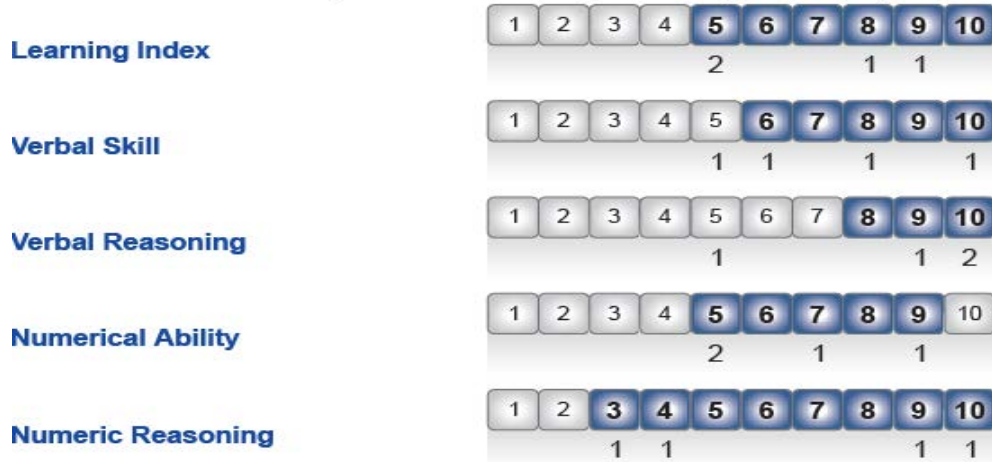 1 2 3 4 5 6 7 8 9 10
Learning Index
2 1 1
1 2 3 4 5 6 7 8 9 10
Verbal Skill
1 1 1 1
1 2 3 4 5 6 7 8 9 10
Verbal Reasoning
1 1 2
1 2 3 4 5 6 7 8 9 10
Numerical Ability
2 1 1
1 2 3 4 5 6 7 8 9 10
Numeric Reasoning
1 1 1 1